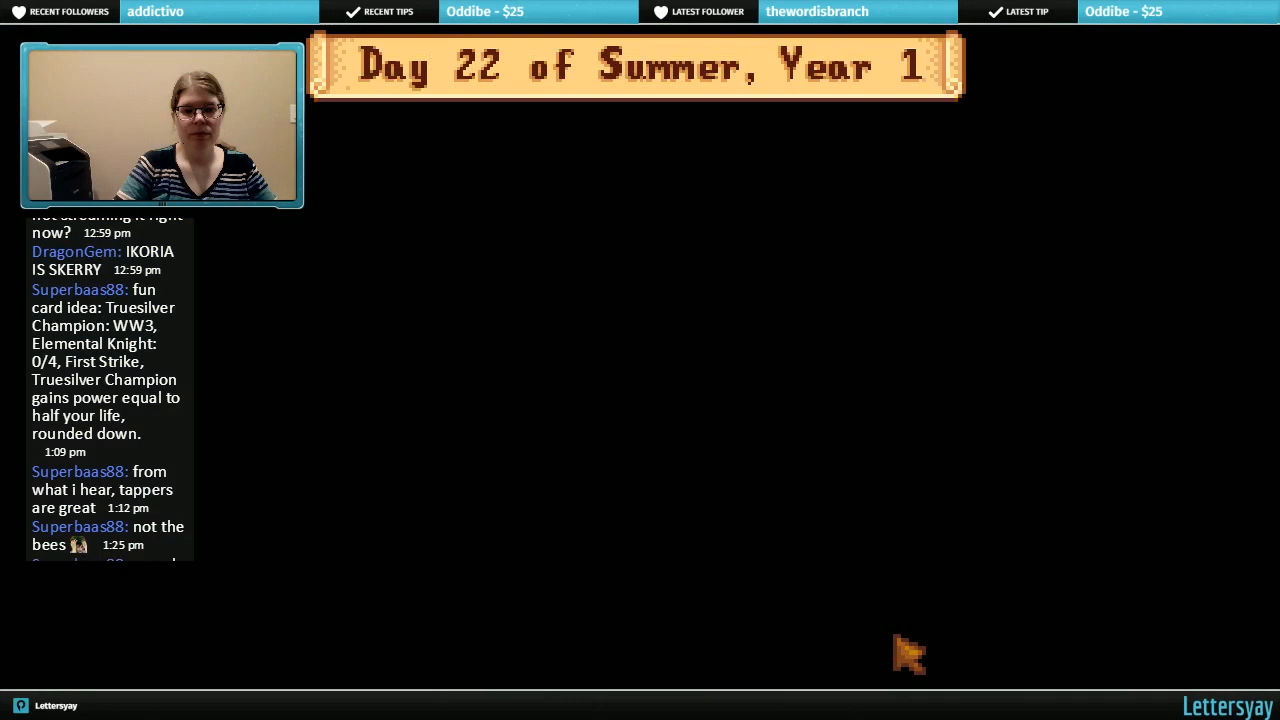 RECENT FOLLOWERS addictivo RECENT TIPS Oddibe - $25 LATEST FOLLOWER thewordisbranch LATEST TIP Oddibe - $25
Day 22 of Summer, Year 1
now? 12:59 pm
DragonGem: IKORIA
IS SKERRY 12:59 pm
Superbaas88: fun
card idea: Truesilver
Champion: WW3,
Elemental Knight:
0/4, First Strike,
Truesilver Champion
gains power equal to
half your life,
rounded down.
1:09 pm
Superbaas88: from
what i hear, tappers
are great 1:12 pm
Superbaas88: not the
bees 1:25 pm
Lettersyay
Lettersyay